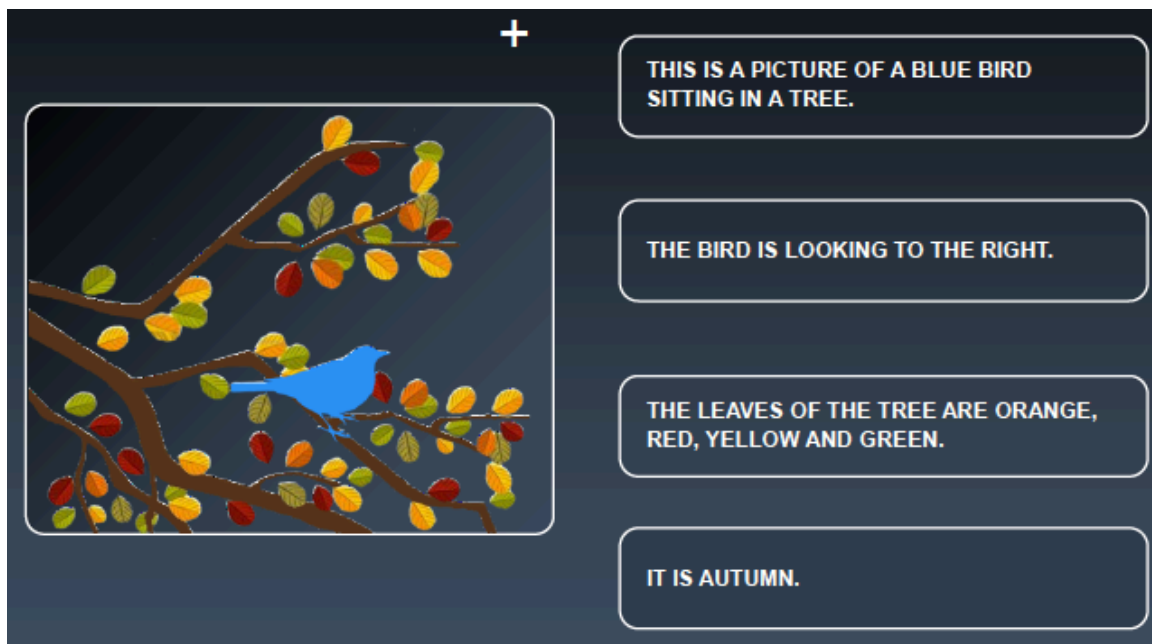 THIS IS A PICTURE OF A BLUE BIRD
SITTING IN A TREE.
THE BIRD IS LOOKING TO THE RIGHT.
THE LEAVES OF THE TREE ARE ORANGE,
RED, YELLOW AND GREEN.
IT IS AUTUMN.